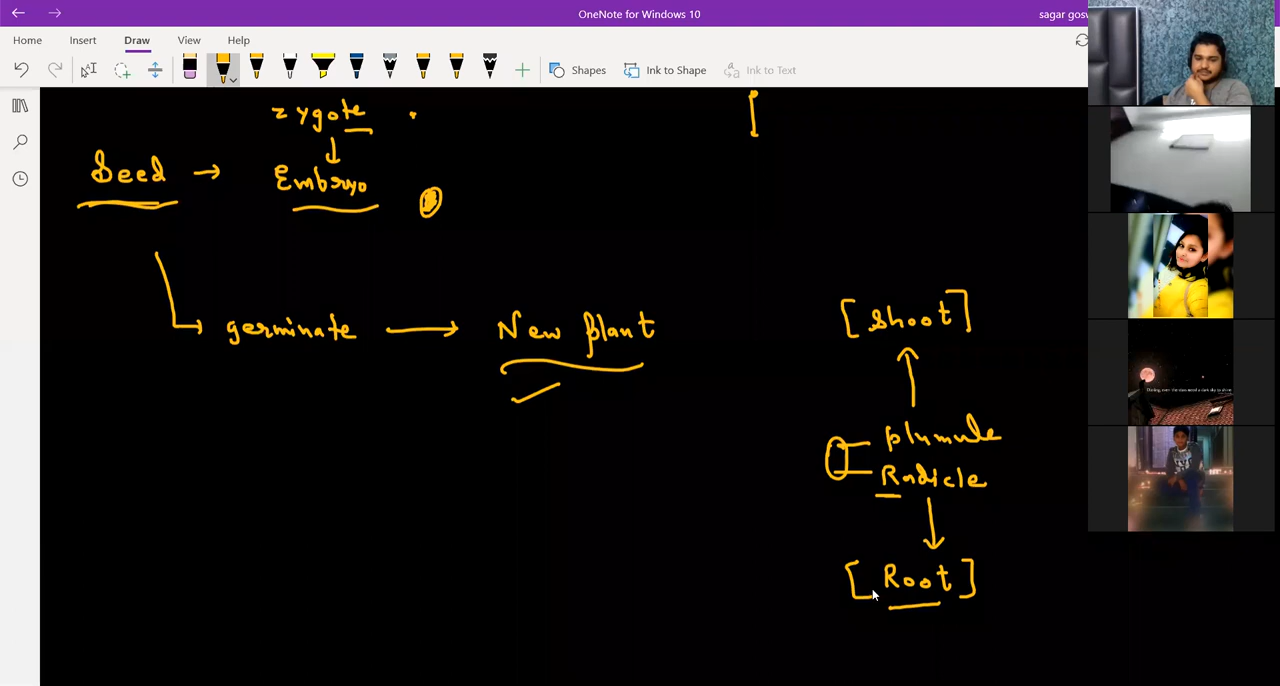 OneNote for Windows 10
sagar gosw
Home Insert Draw View Help
Shapes Ink to Shape Ink to Text
zygote
Seed → Embryo
germinate → New plant
[Shoot]
plumule
Radicle
[Root]